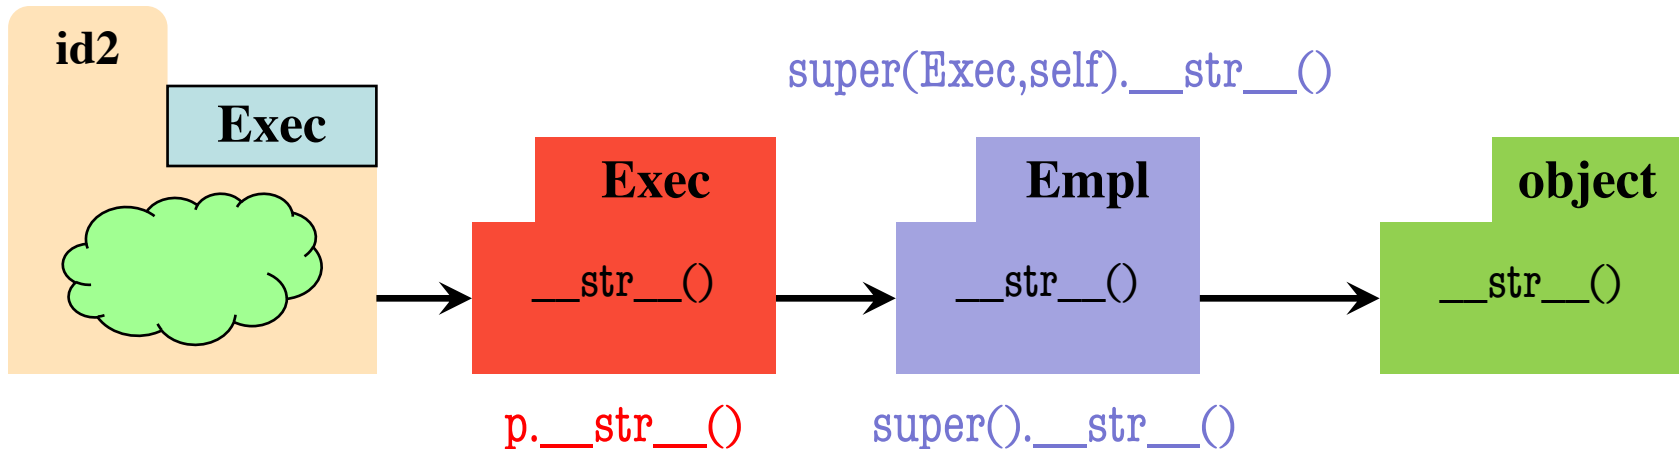 id2
super(Exec,self).__str__()
Exec
Exec
Empl
object
__str__()
__str__()
__str__()
p.__str__()
super().__str__()